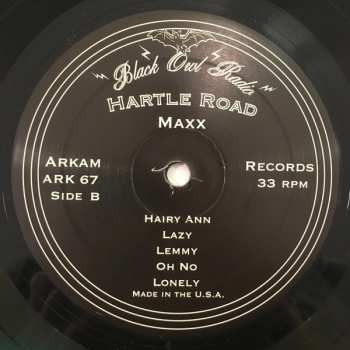 Black Owl Radio
Hartle Road
Maxx
Arkam
Records
ARK 67
33 RPM
Side B
Hairy Ann
Lazy
Lemmy
Oh No
Lonely
Made in the U.S.A.